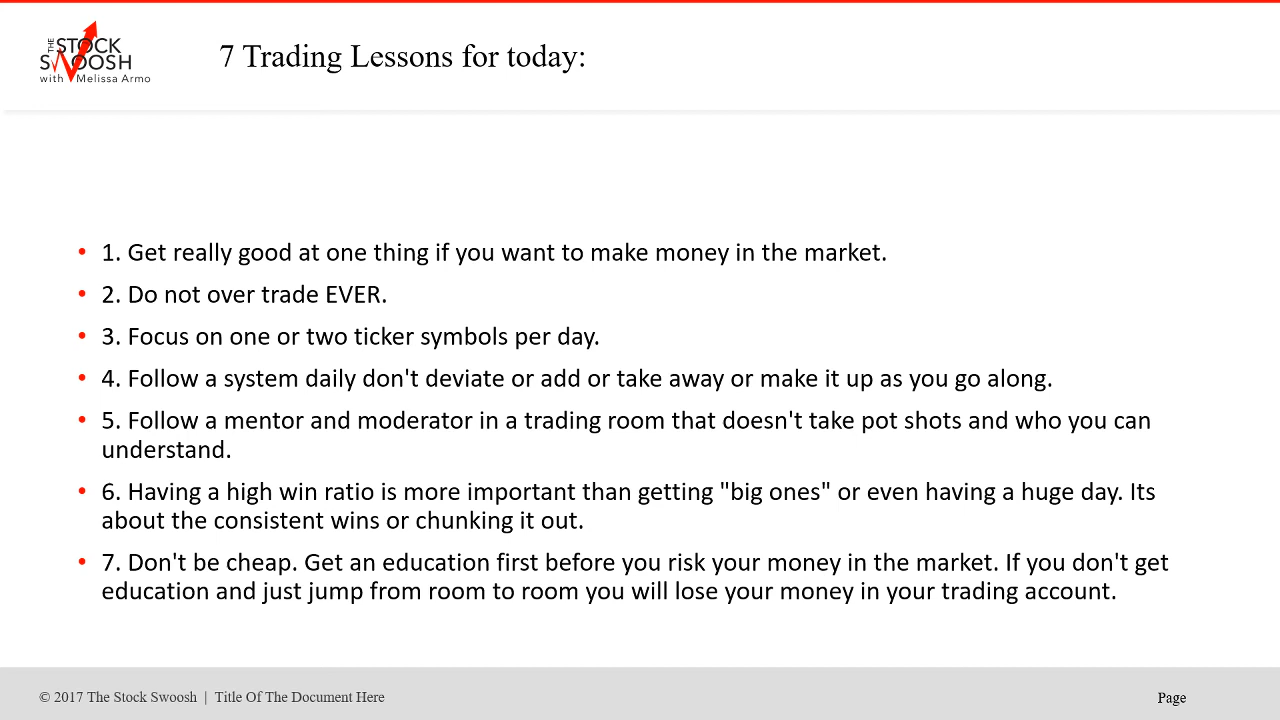 THE STOCK
SWOOSH
with Melissa Armo
7 Trading Lessons for today:
• 1. Get really good at one thing if you want to make money in the market.
• 2. Do not over trade EVER.
• 3. Focus on one or two ticker symbols per day.
• 4. Follow a system daily don't deviate or add or take away or make it up as you go along.
• 5. Follow a mentor and moderator in a trading room that doesn't take pot shots and who you can
understand.
• 6. Having a high win ratio is more important than getting "big ones" or even having a huge day. Its
about the consistent wins or chunking it out.
• 7. Don't be cheap. Get an education first before you risk your money in the market. If you don't get
education and just jump from room to room you will lose your money in your trading account.
© 2017 The Stock Swoosh | Title Of The Document Here
Page